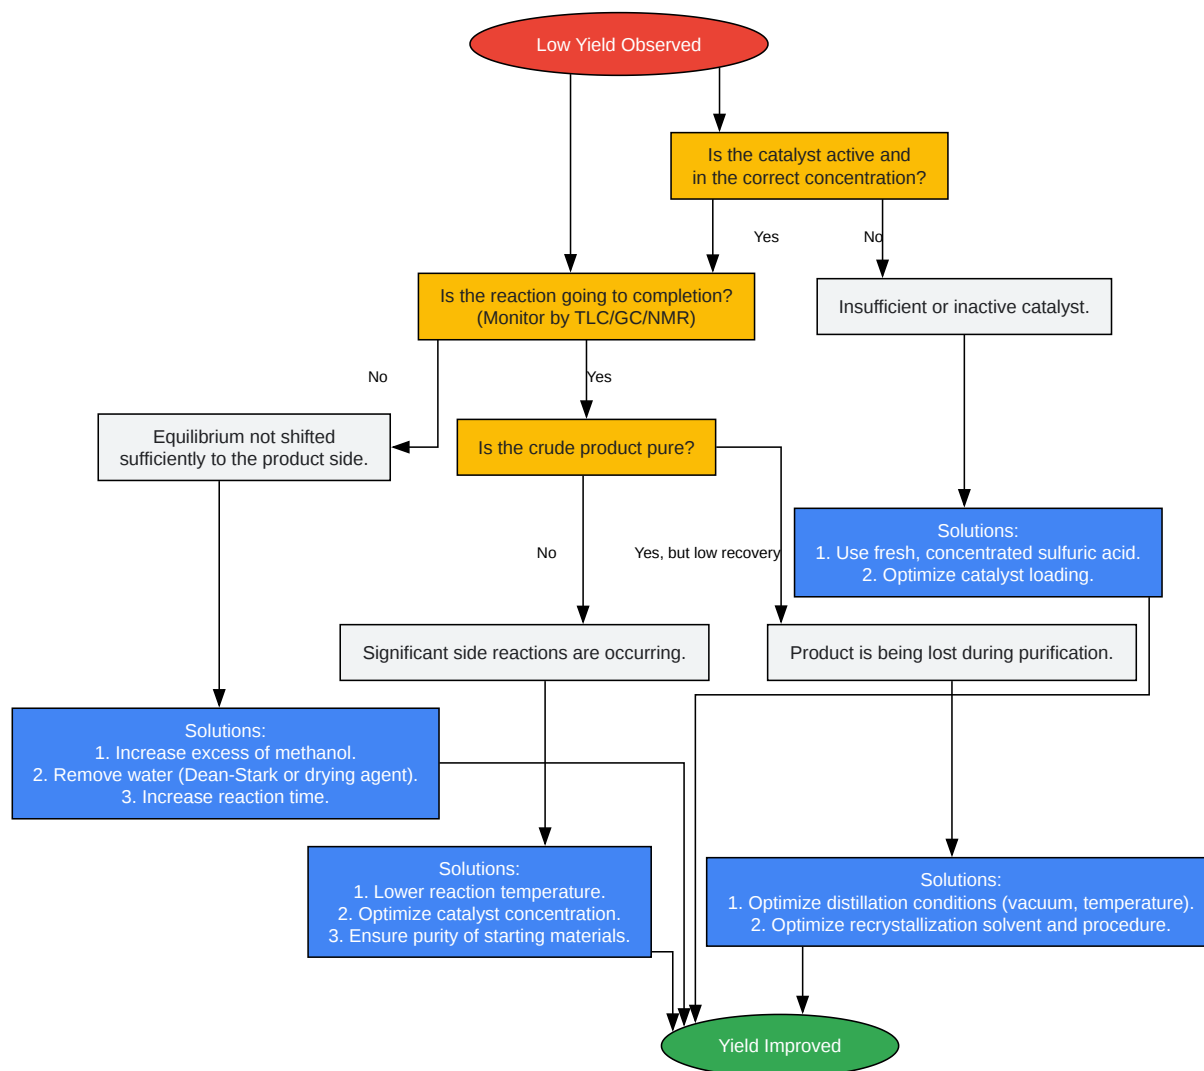 Low Yield Observed
Is the catalyst active and
in the correct concentration?
Yes
No
Is the reaction going to completion?
(Monitor by TLC/GC/NMR)
Insufficient or inactive catalyst.
No
Yes
Equilibrium not shifted
sufficiently to the product side.
Is the crude product pure?
Solutions:
1. Use fresh, concentrated sulfuric acid.
2. Optimize catalyst loading.
No
Yes, but low recovery
Significant side reactions are occurring.
Product is being lost during purification.
Solutions:
1. Increase excess of methanol.
2. Remove water (Dean-Stark or drying agent).
3. Increase reaction time.
Solutions:
1. Lower reaction temperature.
2. Optimize catalyst concentration.
3. Ensure purity of starting materials.
Solutions:
1. Optimize distillation conditions (vacuum, temperature).
2. Optimize recrystallization solvent and procedure.
Yield Improved